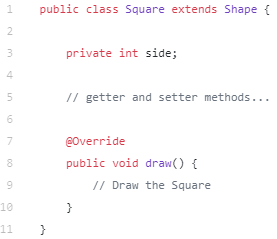 1 public class Square extends Shape {
2
3     private int side;
4
5     // getter and setter methods...
6
7     @Override
8     public void draw() {
9         // Draw the Square
10     }
11 }